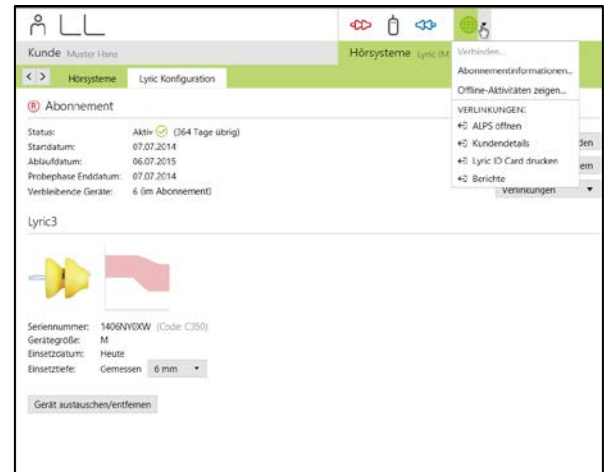 Kunde Muster Hans
Hörsysteme Lyric (M
Hörsysteme
Lyric Konfiguration
Verbinden...
Abonnementinformationen...
Offline-Aktivitäten zeigen...
VERLINKUNGEN:
ALPS öffnen
Kundendetails
Lyric ID Card drucken
Berichte
R Abonnement
Status: Aktiv (364 Tage übrig)
Startdatum: 07.07.2014
Ablaufdatum: 06.07.2015
Probephase Enddatum: 07.07.2014
Verbleibende Geräte: 6 (im Abonnement)
den
ern
Verlinkungen
Lyric3
Seriennummer: 1406NY0XW (Code: C350)
Gerätegröße: M
Einsetzdatum: Heute
Einsetztiefe: Gemessen 6 mm
Gerät austauschen/entfernen